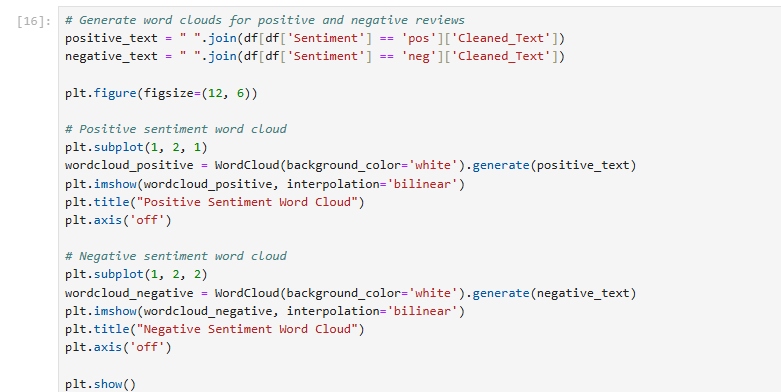 [16]: # Generate word clouds for positive and negative reviews
positive_text = " ".join(df[df['Sentiment'] == 'pos']['Cleaned_Text'])
negative_text = " ".join(df[df['Sentiment'] == 'neg']['Cleaned_Text'])

plt.figure(figsize=(12, 6))

# Positive sentiment word cloud
plt.subplot(1, 2, 1)
wordcloud_positive = WordCloud(background_color='white').generate(positive_text)
plt.imshow(wordcloud_positive, interpolation='bilinear')
plt.title("Positive Sentiment Word Cloud")
plt.axis('off')

# Negative sentiment word cloud
plt.subplot(1, 2, 2)
wordcloud_negative = WordCloud(background_color='white').generate(negative_text)
plt.imshow(wordcloud_negative, interpolation='bilinear')
plt.title("Negative Sentiment Word Cloud")
plt.axis('off')

plt.show()